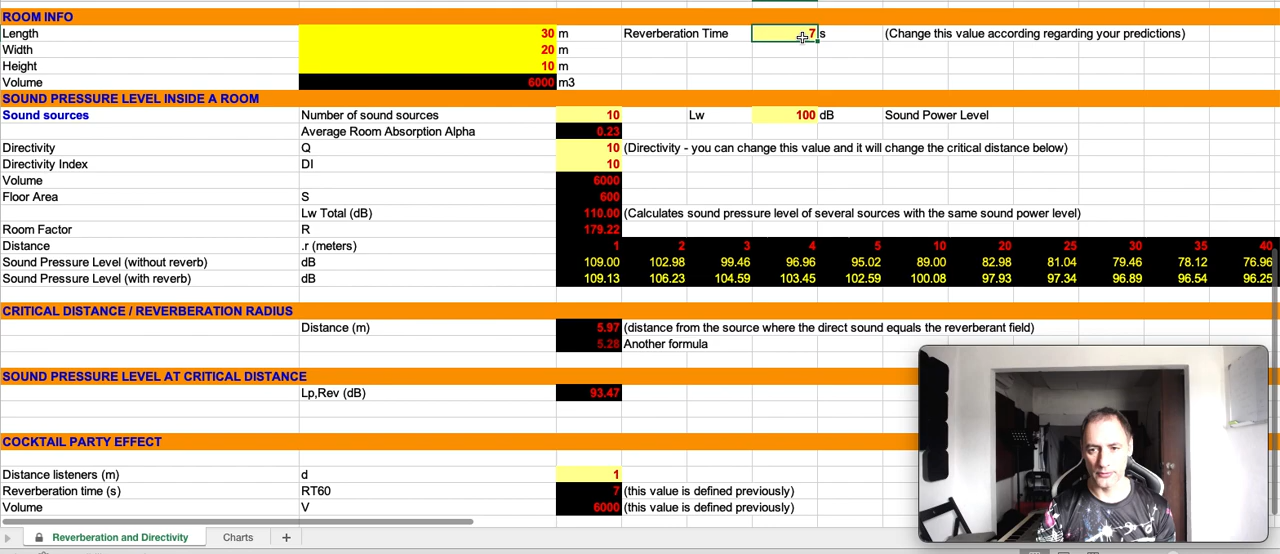 ROOM INFO
Length 30 m Reverberation Time 7 s (Change this value according regarding your predictions)
Width 20 m
Height 10 m
Volume 6000 m3
SOUND PRESSURE LEVEL INSIDE A ROOM
Sound sources Number of sound sources 10 Lw 100 dB Sound Power Level
Average Room Absorption Alpha 0.23
Directivity Q 10 (Directivity - you can change this value and it will change the critical distance below)
Directivity Index DI 10
Volume 6000
Floor Area S 600
Lw Total (dB) 110.00 (Calculates sound pressure level of several sources with the same sound power level)
Room Factor R 179.22
Distance .r (meters) 1 2 3 4 5 10 20 25 30 35 40
Sound Pressure Level (without reverb) dB 109.00 102.98 99.46 96.96 95.02 89.00 82.98 81.04 79.46 78.12 76.96
Sound Pressure Level (with reverb) dB 109.13 106.23 104.59 103.45 102.59 100.08 97.93 97.34 96.89 96.54 96.25
CRITICAL DISTANCE / REVERBERATION RADIUS
Distance (m) 5.97 (distance from the source where the direct sound equals the reverberant field)
5.28 Another formula
SOUND PRESSURE LEVEL AT CRITICAL DISTANCE
Lp,Rev (dB) 93.47
COCKTAIL PARTY EFFECT
Distance listeners (m) d 1
Reverberation time (s) RT60 7 (this value is defined previously)
Volume V 6000 (this value is defined previously)
Reverberation and Directivity Charts +